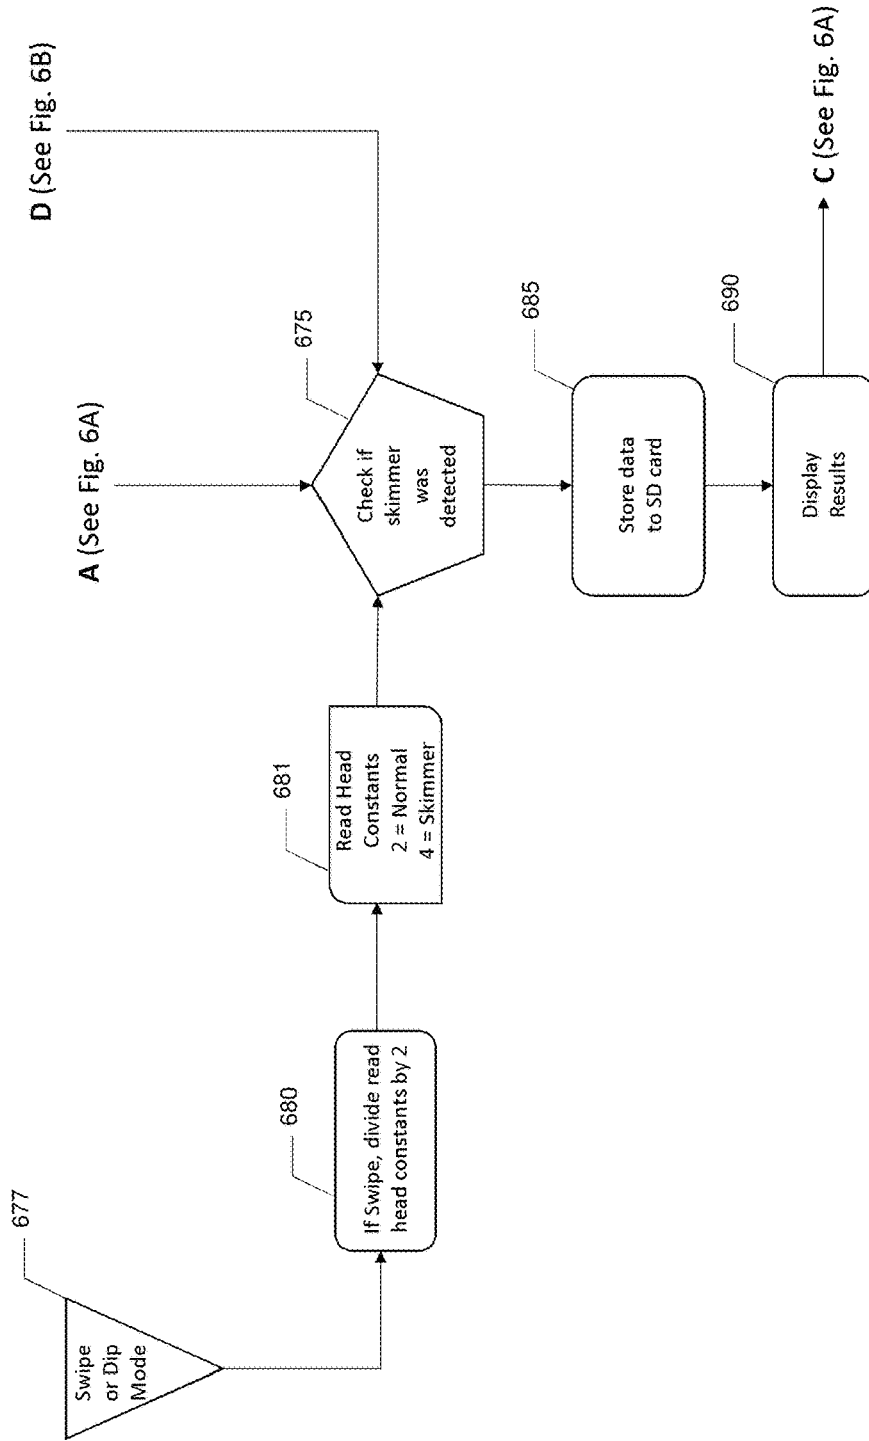 677
Swipe
or Dip
Mode
D (See Fig. 6B)
A (See Fig. 6A)
680
If Swipe, divide read
head constants by 2
681
Read Head
Constants
2 = Normal
4 = Skimmer
675
Check if
skimmer
was
detected
685
Store data
to SD card
690
Display
Results
C (See Fig. 6A)